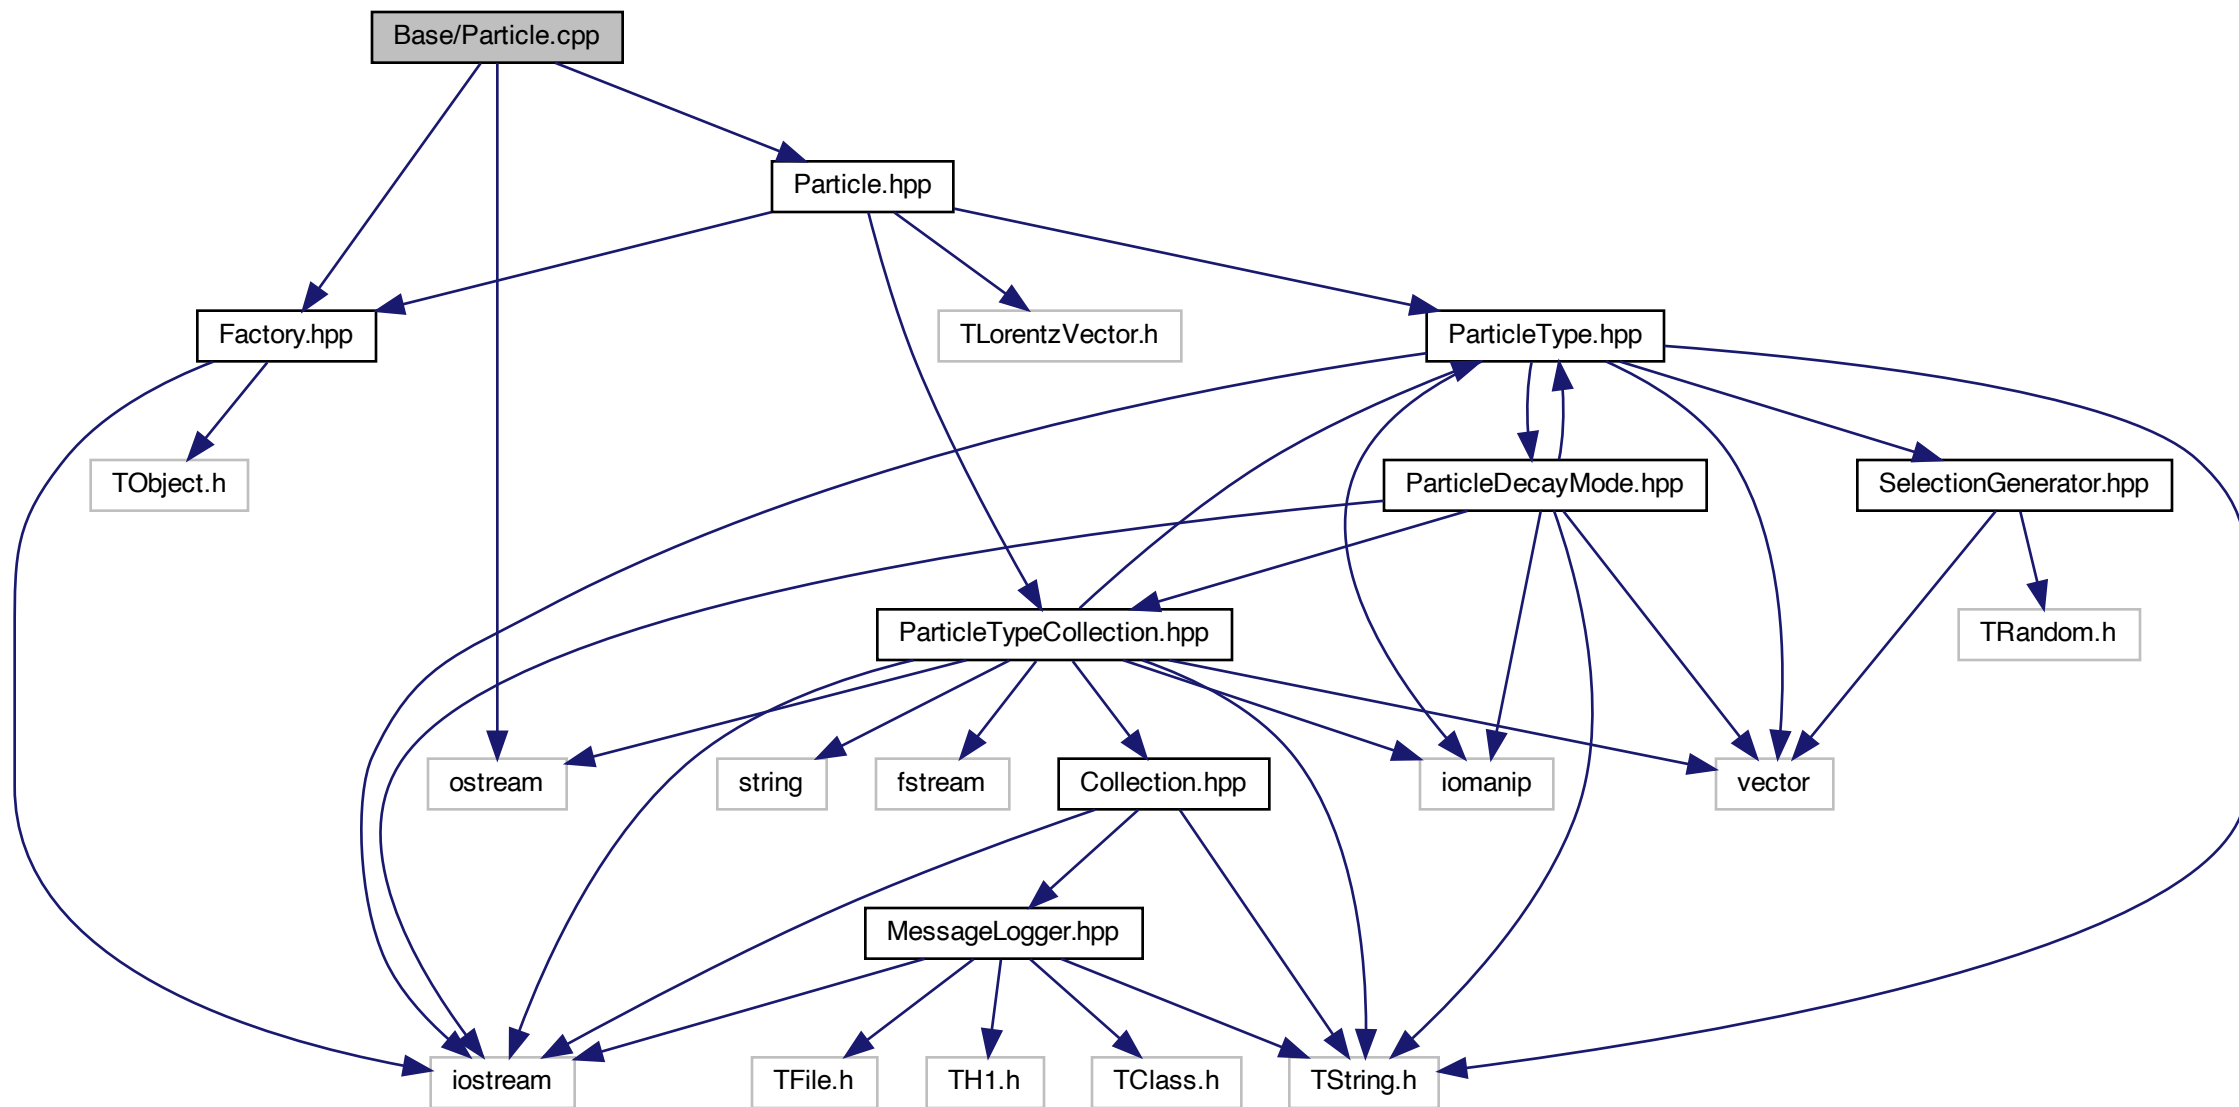 Base/Particle.cpp
Particle.hpp
Factory.hpp
TLorentzVector.h
ParticleType.hpp
TObject.h
ParticleDecayMode.hpp
SelectionGenerator.hpp
ParticleTypeCollection.hpp
TRandom.h
ostream
string
fstream
Collection.hpp
iomanip
vector
MessageLogger.hpp
iostream
TFile.h
TH1.h
TClass.h
TString.h